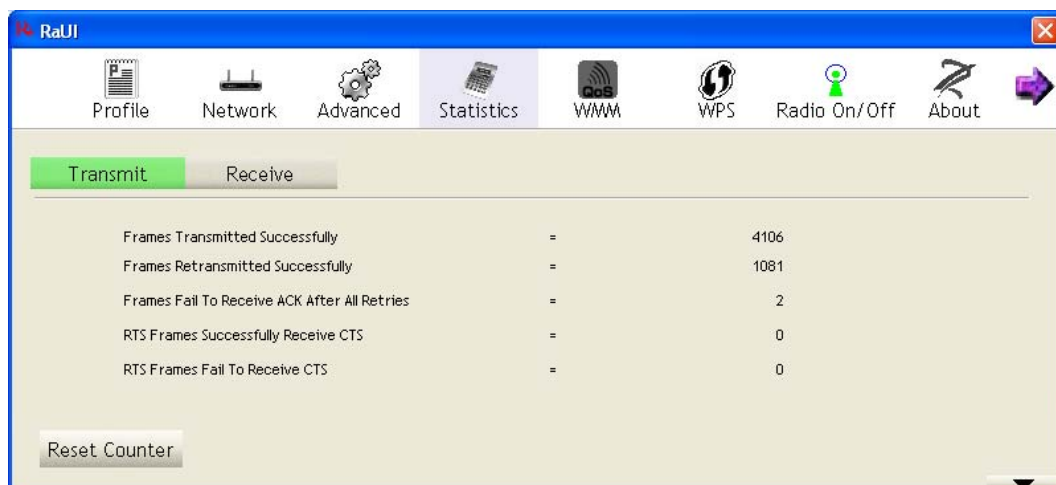 RaUI
Profile Network Advanced Statistics QoS WMM WPS Radio On/Off About
Transmit Receive
Frames Transmitted Successfully = 4106
Frames Retransmitted Successfully = 1081
Frames Fail To Receive ACK After All Retries = 2
RTS Frames Successfully Receive CTS = 0
RTS Frames Fail To Receive CTS = 0
Reset Counter